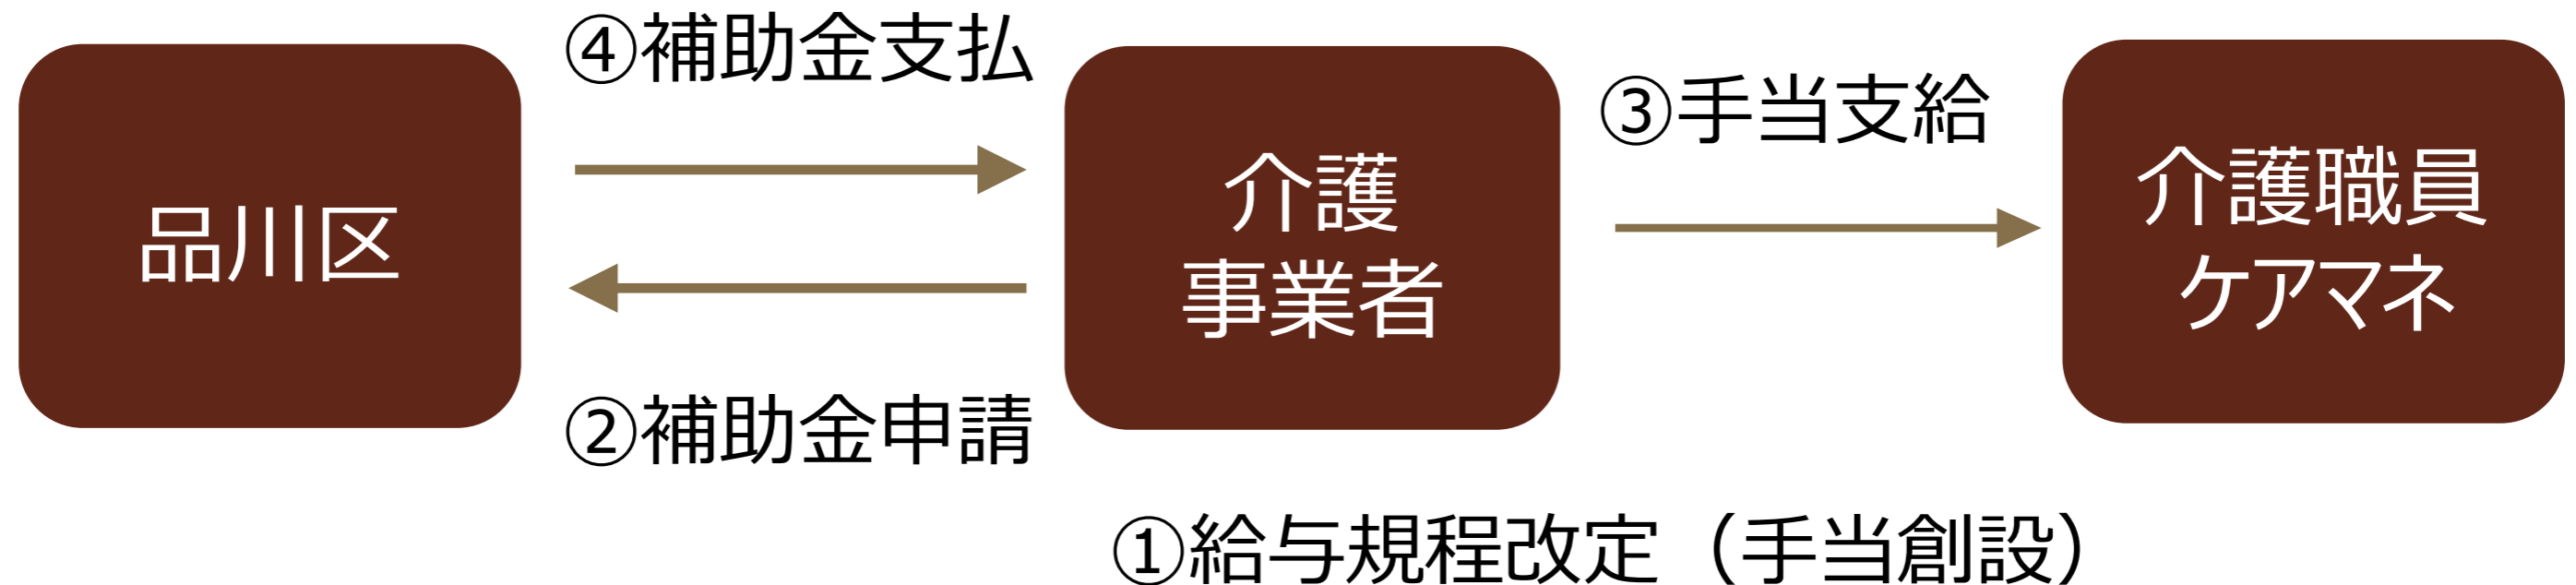 ④補助金支払
③手当支給
品川区
介護
事業者
介護職員
ケアマネ
②補助金申請
①給与規程改定（手当創設）